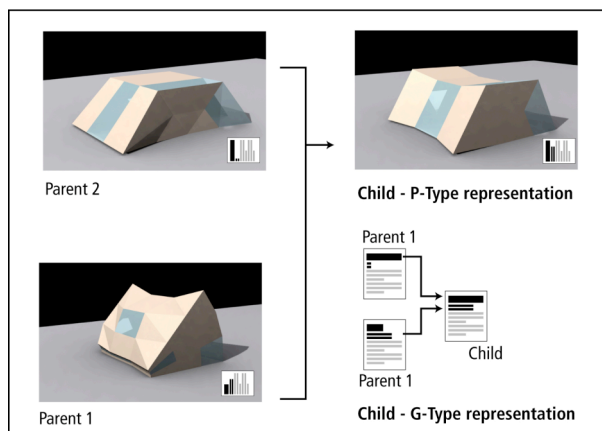 Parent 2
Child - P-Type representation
Parent 1
Parent 1
Child
Parent 1
Child - G-Type representation